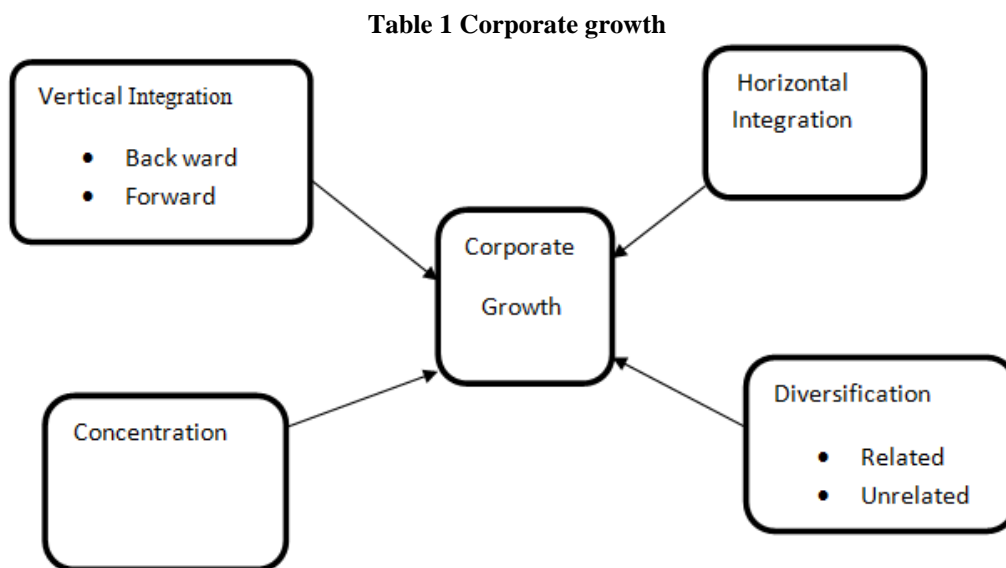 Table 1 Corporate growth
Vertical Integration
• Back ward
• Forward
Horizontal
Integration
Corporate
Growth
Concentration
Diversification
• Related
• Unrelated